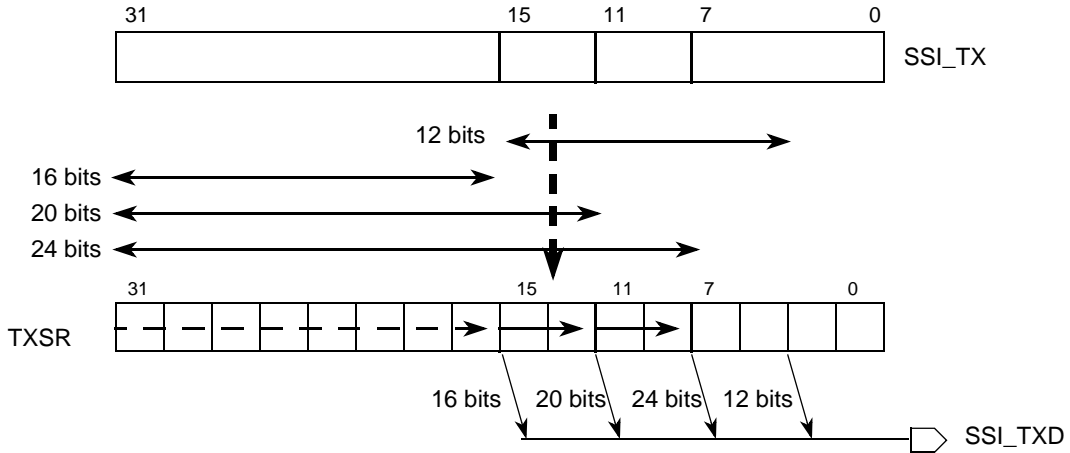 31 15 11 7 0
SSI_TX
12 bits
16 bits
20 bits
24 bits
31 15 11 7 0
TXSR
16 bits 20 bits 24 bits 12 bits
SSI_TXD